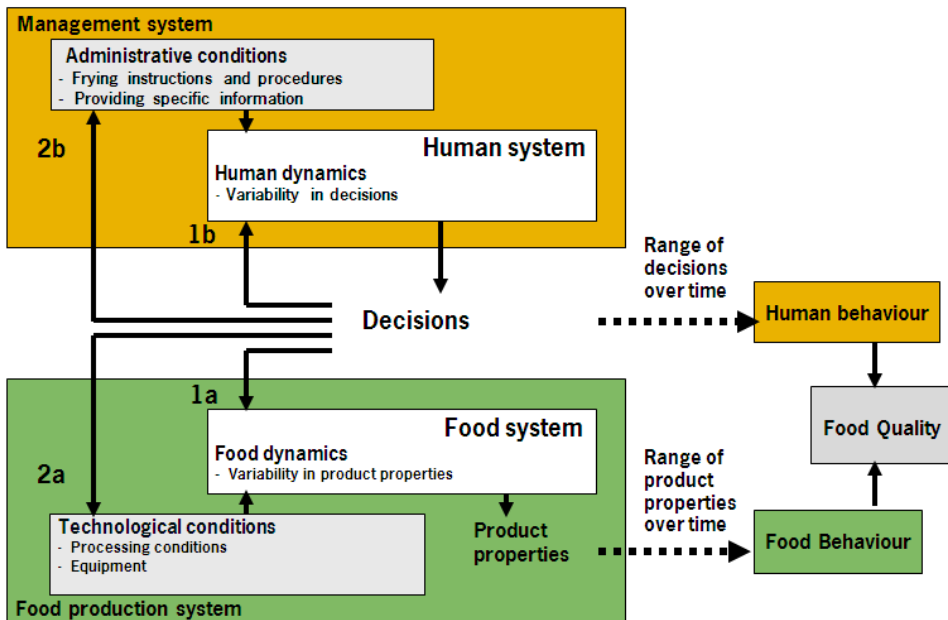 Management system
Administrative conditions
- Frying instructions and procedures
- Providing specific information
2b
Human system
Human dynamics
- Variability in decisions
1b
Range of
decisions
over time
Decisions
Human behaviour
1a
Food system
Food dynamics
- Variability in product properties
Food Quality
2a
Range of
product
properties
over time
Technological conditions
- Processing conditions
- Equipment
Product
properties
Food Behaviour
Food production system